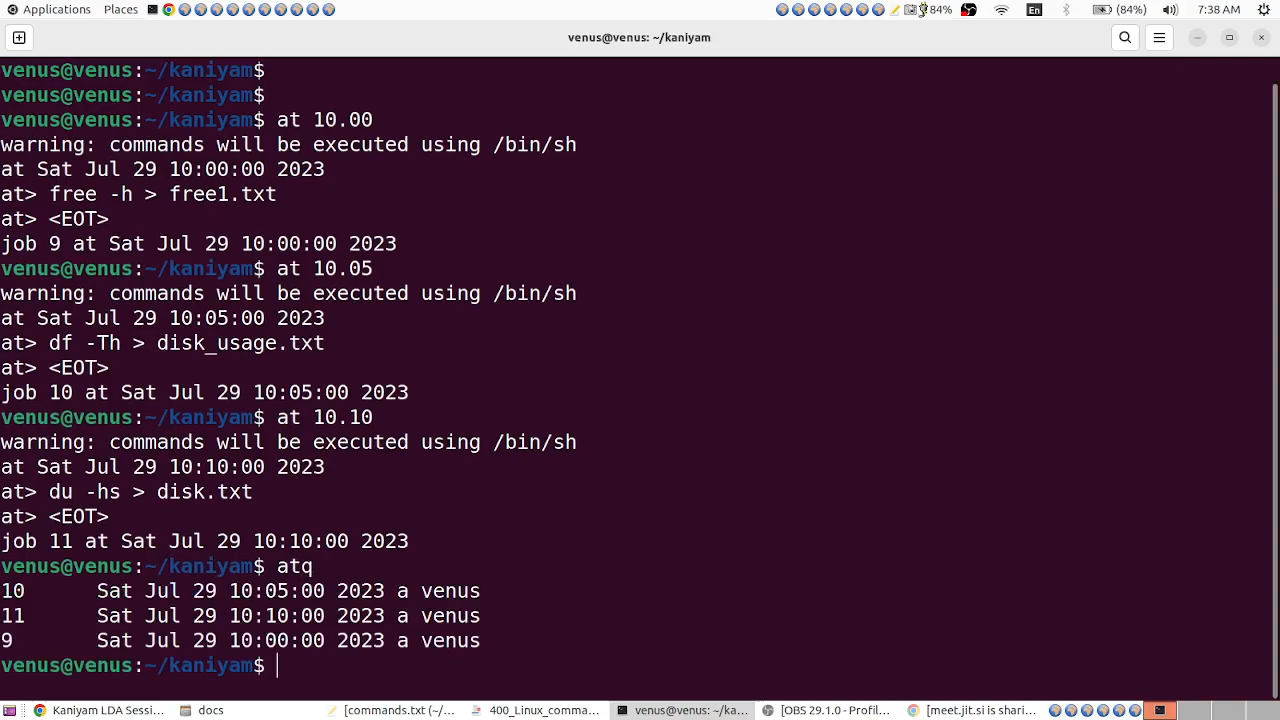 Applications Places 84% En (84%) 7:38 AM
venus@venus: ~/kaniyam
venus@venus:~/kaniyam$
venus@venus:~/kaniyam$
venus@venus:~/kaniyam$ at 10.00
warning: commands will be executed using /bin/sh
at Sat Jul 29 10:00:00 2023
at> free -h > free1.txt
at> <EOT>
job 9 at Sat Jul 29 10:00:00 2023
venus@venus:~/kaniyam$ at 10.05
warning: commands will be executed using /bin/sh
at Sat Jul 29 10:05:00 2023
at> df -Th > disk_usage.txt
at> <EOT>
job 10 at Sat Jul 29 10:05:00 2023
venus@venus:~/kaniyam$ at 10.10
warning: commands will be executed using /bin/sh
at Sat Jul 29 10:10:00 2023
at> du -hs > disk.txt
at> <EOT>
job 11 at Sat Jul 29 10:10:00 2023
venus@venus:~/kaniyam$ atq
10      Sat Jul 29 10:05:00 2023 a venus
11      Sat Jul 29 10:10:00 2023 a venus
9       Sat Jul 29 10:00:00 2023 a venus
venus@venus:~/kaniyam$
Kaniyam LDA Sessi... docs [commands.txt (~/... 400_Linux_comma... venus@venus: ~/ka... [OBS 29.1.0 - Profil... [meet.jit.si is shari...